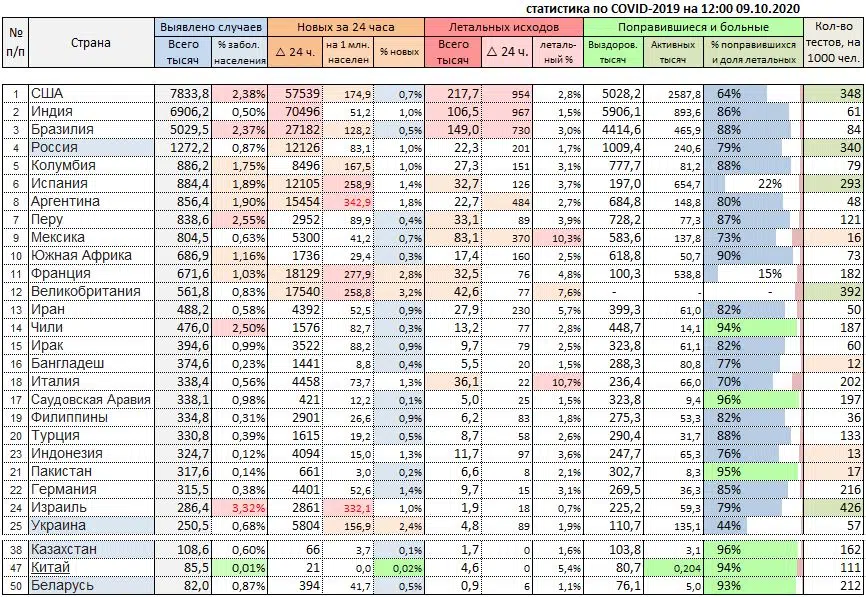 статистика по COVID-2019 на 12:00 09.10.2020
№ п/п Страна Выявлено случаев Новых за 24 часа Летальных исходов Поправившиеся и больные Кол-во тестов, на 1000 чел.
Всего тысяч % забол. населения △ 24 ч. на 1 млн. населен % новых Всего тысяч △ 24 ч. леталь-ный % Выздоров. тысяч Активных тысяч % поправившихся и доля летальных
1 США 7833,8 2,38% 57539 174,9 0,7% 217,7 954 2,8% 5028,2 2587,8 64% 348
2 Индия 6906,2 0,50% 70496 51,2 1,0% 106,5 967 1,5% 5906,1 893,6 86% 61
3 Бразилия 5029,5 2,37% 27182 128,2 0,5% 149,0 730 3,0% 4414,6 465,9 88% 84
4 Россия 1272,2 0,87% 12126 83,1 1,0% 22,3 201 1,7% 1009,4 240,6 79% 340
5 Колумбия 886,2 1,75% 8496 167,5 1,0% 27,3 151 3,1% 777,7 81,2 88% 79
6 Испания 884,4 1,89% 12105 258,9 1,4% 32,7 126 3,7% 197,0 654,7 22% 293
8 Аргентина 856,4 1,90% 15454 342,9 1,8% 22,7 484 2,7% 684,8 148,8 80% 48
7 Перу 838,6 2,55% 2952 89,9 0,4% 33,1 89 3,9% 728,2 77,3 87% 121
9 Мексика 804,5 0,63% 5300 41,2 0,7% 83,1 370 10,3% 583,6 137,8 73% 16
10 Южная Африка 686,9 1,16% 1736 29,4 0,3% 17,4 160 2,5% 618,8 50,7 90% 73
11 Франция 671,6 1,03% 18129 277,9 2,8% 32,5 76 4,8% 100,3 538,8 15% 182
12 Великобритания 561,8 0,83% 17540 258,8 3,2% 42,6 77 7,6% - - - 392
13 Иран 488,2 0,58% 4392 52,5 0,9% 27,9 230 5,7% 399,3 61,0 82% 50
14 Чили 476,0 2,50% 1576 82,7 0,3% 13,2 77 2,8% 448,7 14,1 94% 187
15 Ирак 394,6 0,99% 3522 88,2 0,9% 9,7 79 2,5% 323,8 61,1 82% 60
16 Бангладеш 374,6 0,23% 1441 8,8 0,4% 5,5 20 1,5% 288,3 80,8 77% 12
18 Италия 338,4 0,56% 4458 73,7 1,3% 36,1 22 10,7% 236,4 66,0 70% 202
17 Саудовская Аравия 338,1 0,98% 421 12,2 0,1% 5,0 25 1,5% 323,8 9,4 96% 197
19 Филиппины 334,8 0,31% 2901 26,6 0,9% 6,2 83 1,8% 275,3 53,3 82% 36
20 Турция 330,8 0,39% 1615 19,2 0,5% 8,7 58 2,6% 290,4 31,7 88% 133
23 Индонезия 324,7 0,12% 4094 15,0 1,3% 11,7 97 3,6% 247,7 65,3 76% 13
21 Пакистан 317,6 0,14% 661 3,0 0,2% 6,6 8 2,1% 302,7 8,3 95% 17
22 Германия 315,5 0,38% 4401 52,6 1,4% 9,7 15 3,1% 269,5 36,3 85% 216
24 Израиль 286,4 3,32% 2861 332,1 1,0% 1,9 18 0,7% 225,2 59,3 79% 426
25 Украина 250,5 0,68% 5804 156,9 2,4% 4,8 89 1,9% 110,7 135,1 44% 57
38 Казахстан 108,6 0,60% 66 3,7 0,1% 1,7 0 1,6% 103,8 3,1 96% 162
47 Китай 85,5 0,01% 21 0,0 0,02% 4,6 0 5,4% 80,7 0,204 94% 111
50 Беларусь 82,0 0,87% 394 41,7 0,5% 0,9 6 1,1% 76,1 5,0 93% 212